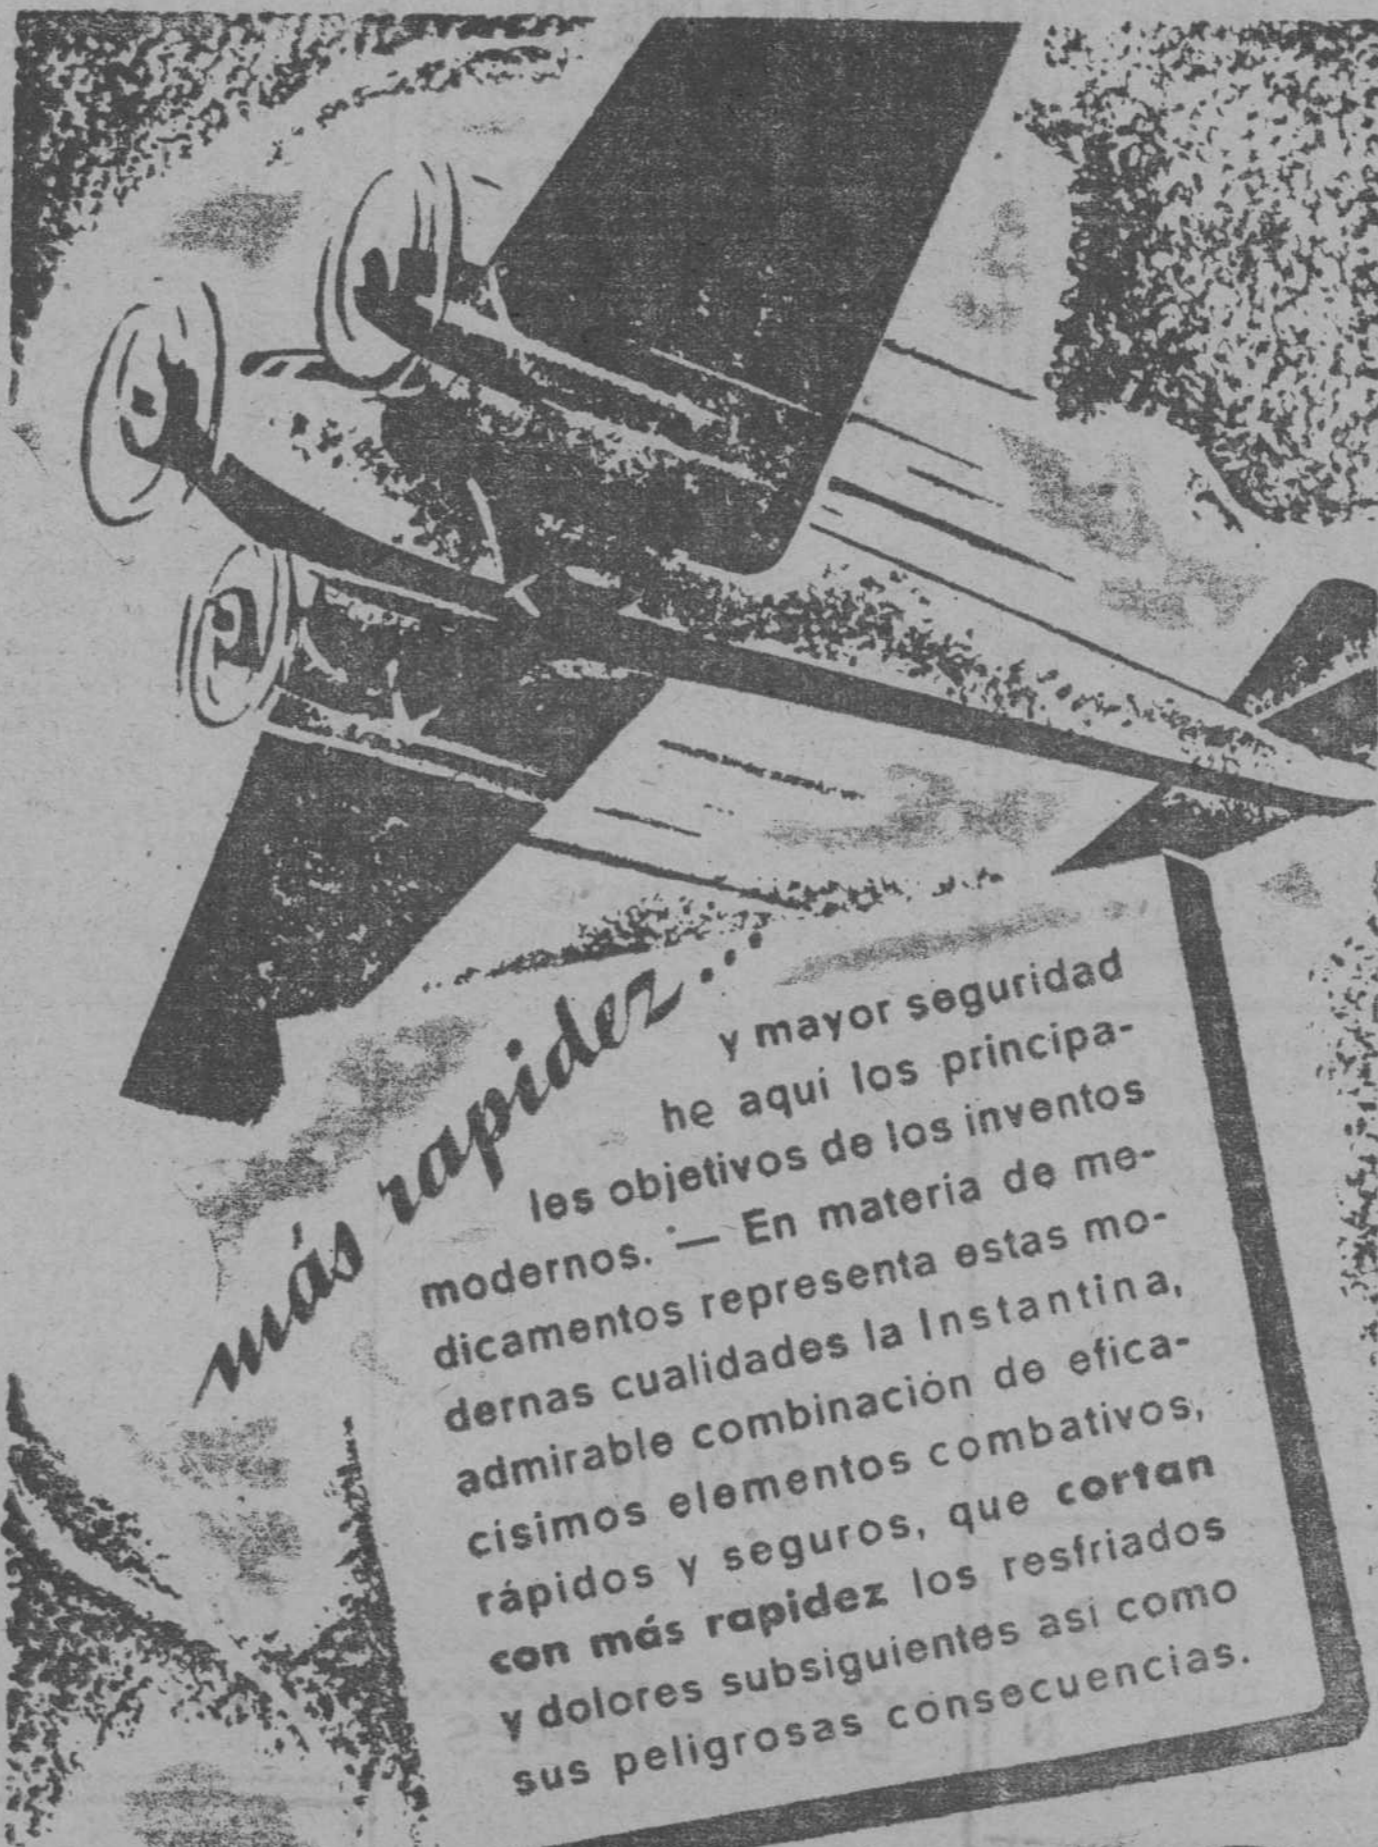 más rapidez...
y mayor seguridad
he aquí los principa-
les objetivos de los inventos
modernos. — En materia de me-
dicamentos representa estas mo-
dernas cualidades la Instantina,
admirable combinación de efica-
císimos elementos combativos,
rápidos y seguros, que cortan
con más rapidez los resfriados
y dolores subsiguientes así como
sus peligrosas consecuencias.